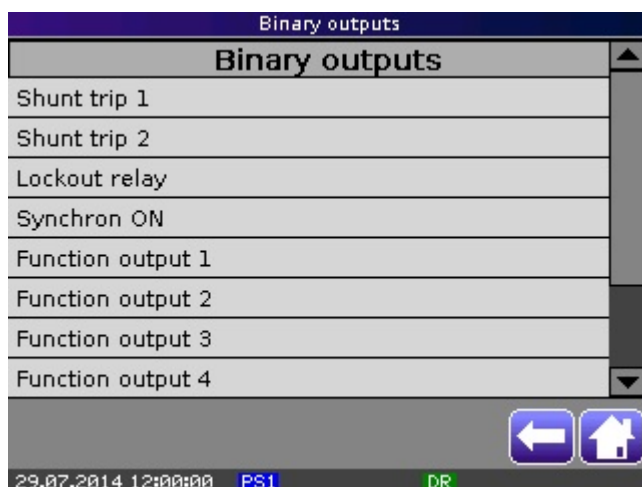 Binary outputs
Binary outputs
Shunt trip 1
Shunt trip 2
Lockout relay
Synchron ON
Function output 1
Function output 2
Function output 3
Function output 4
29.07.2014 12:00:00 PS1 DR